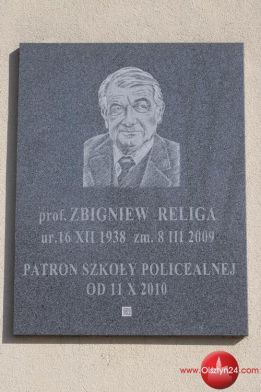 prof. ZBIGNIEW RELIGA
ur.16 XII 1938 zm. 8 III 2009
PATRON SZKOŁY POLICEALNEJ
OD 11 X 2010
www.Olsztyn24.com